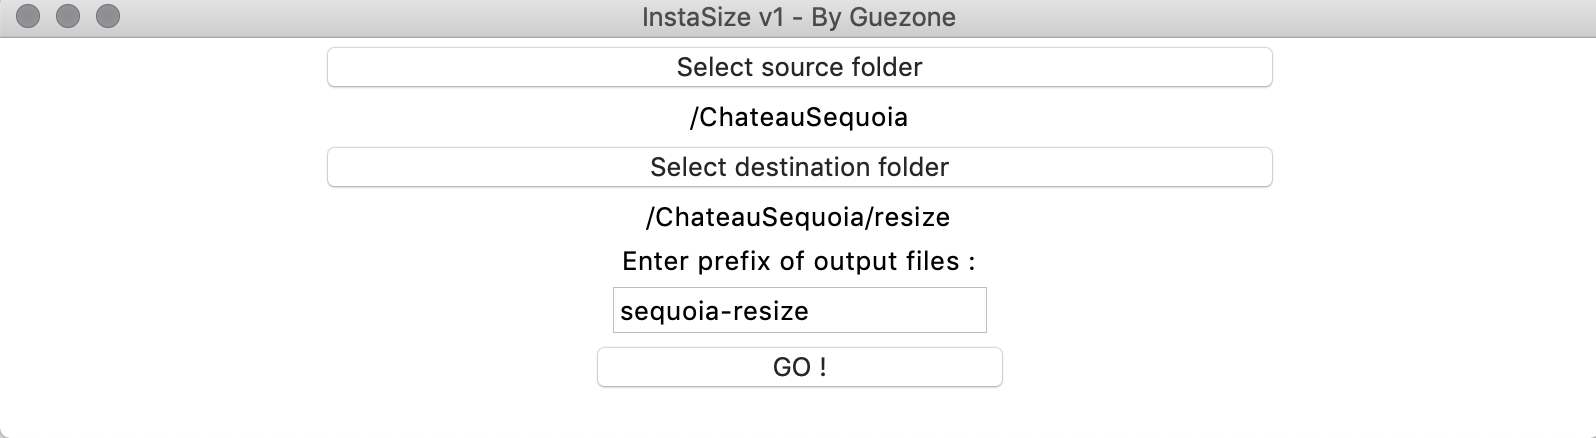 InstaSize v1 - By Guezone
Select source folder
/ChateauSequoia
Select destination folder
/ChateauSequoia/resize
Enter prefix of output files :
sequoia-resize
GO !